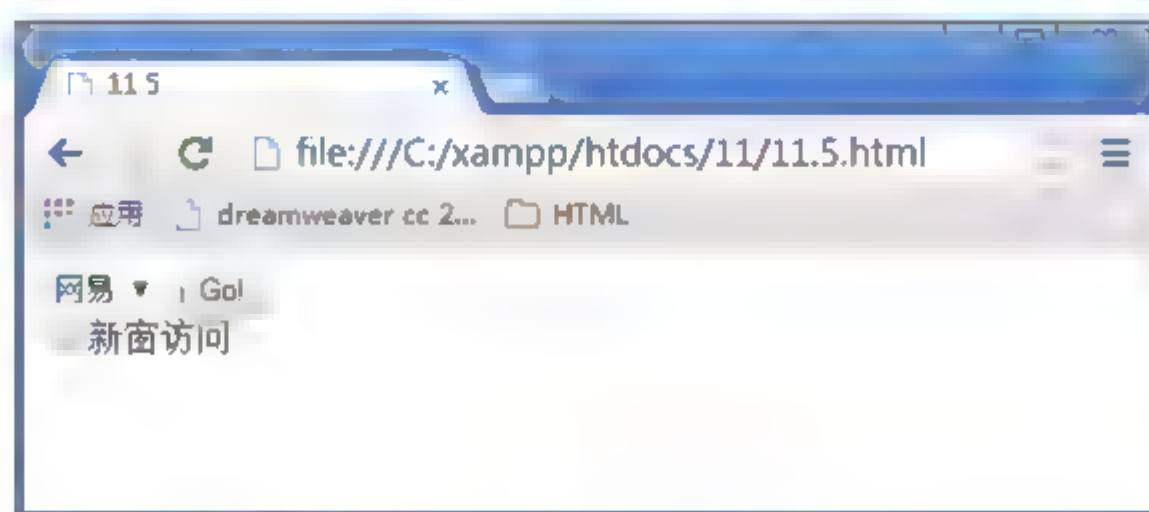 11 5
file:///C:/xampp/htdocs/11/11.5.html
应用 dreamweaver cc 2... HTML
网易 Go!
新窗访问